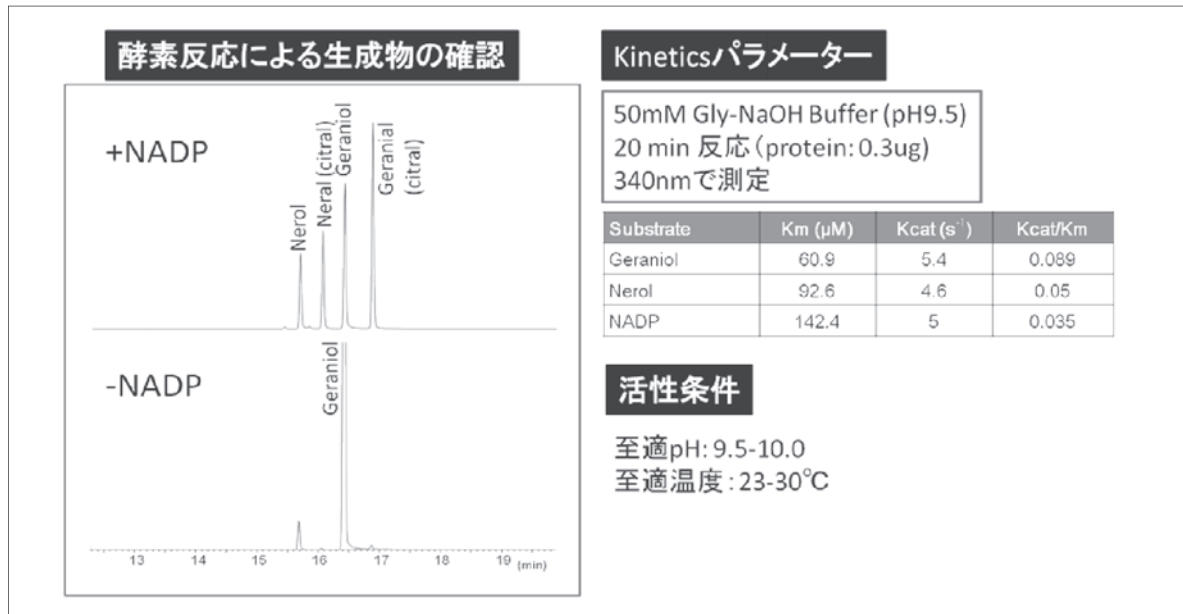 酵素反応による生成物の確認
+NADP
Nerol
Neral (citral)
Geraniol
Geranial
(citral)
-NADP
Geraniol
13 14 15 16 17 18 19 (min)
Kineticsパラメーター
50mM Gly-NaOH Buffer (pH9.5)
20 min 反応(protein: 0.3ug)
340nmで測定
Substrate Km (μM) Kcat (s⁻¹) Kcat/Km
Geraniol 60.9 5.4 0.089
Nerol 92.6 4.6 0.05
NADP 142.4 5 0.035
活性条件
至適pH: 9.5-10.0
至適温度:23-30℃